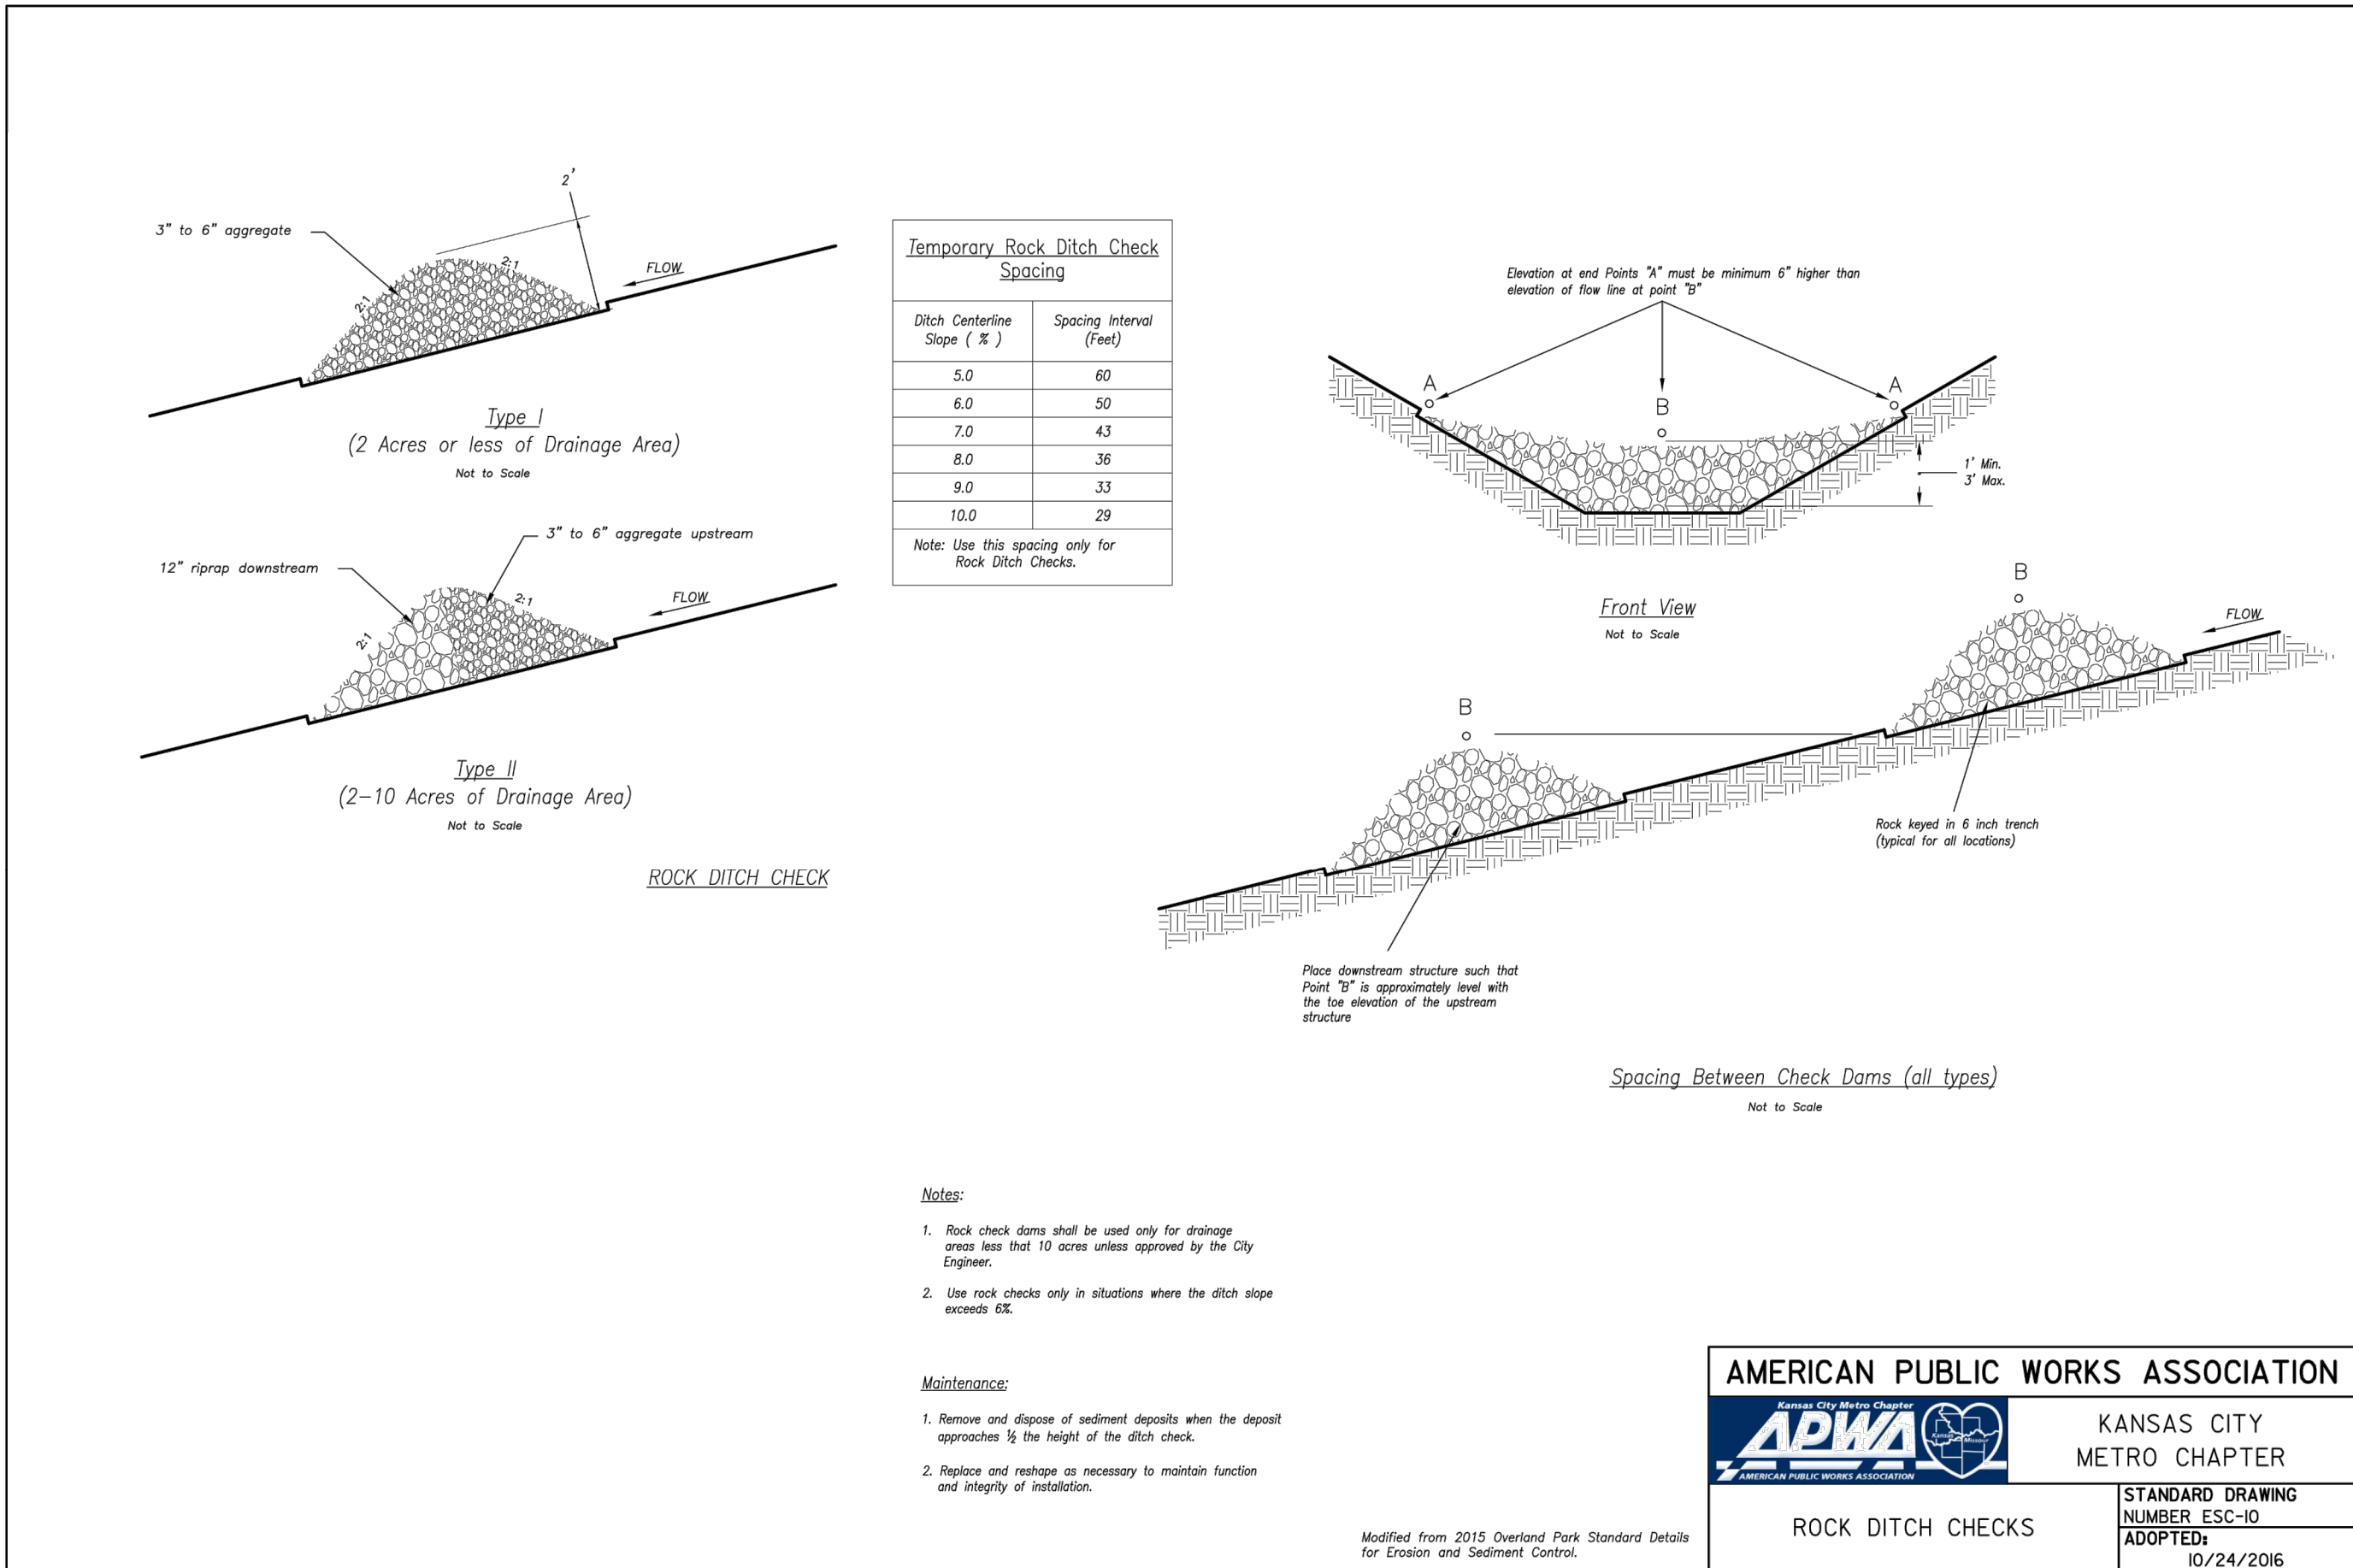 2'
3" to 6" aggregate
2:1
2:1
FLOW
Type I
(2 Acres or less of Drainage Area)
Not to Scale
3" to 6" aggregate upstream
12" riprap downstream
2:1
2:1
FLOW
Type II
(2-10 Acres of Drainage Area)
Not to Scale
ROCK DITCH CHECK
Temporary Rock Ditch Check
Spacing
Ditch Centerline
Slope ( % )
Spacing Interval
(Feet)
5.0 60
6.0 50
7.0 43
8.0 36
9.0 33
10.0 29
Note: Use this spacing only for
Rock Ditch Checks.
Elevation at end Points "A" must be minimum 6" higher than
elevation of flow line at point "B"
A
B
A
1' Min.
3' Max.
Front View
Not to Scale
B
FLOW
B
Rock keyed in 6 inch trench
(typical for all locations)
Place downstream structure such that
Point "B" is approximately level with
the toe elevation of the upstream
structure
Spacing Between Check Dams (all types)
Not to Scale
Notes:
1. Rock check dams shall be used only for drainage
areas less that 10 acres unless approved by the City
Engineer.
2. Use rock checks only in situations where the ditch slope
exceeds 6%.
Maintenance:
1. Remove and dispose of sediment deposits when the deposit
approaches ½ the height of the ditch check.
2. Replace and reshape as necessary to maintain function
and integrity of installation.
Modified from 2015 Overland Park Standard Details
for Erosion and Sediment Control.
AMERICAN PUBLIC WORKS ASSOCIATION
Kansas City Metro Chapter
APWA
Kansas
Missouri
AMERICAN PUBLIC WORKS ASSOCIATION
KANSAS CITY
METRO CHAPTER
ROCK DITCH CHECKS
STANDARD DRAWING
NUMBER ESC-10
ADOPTED:
10/24/2016